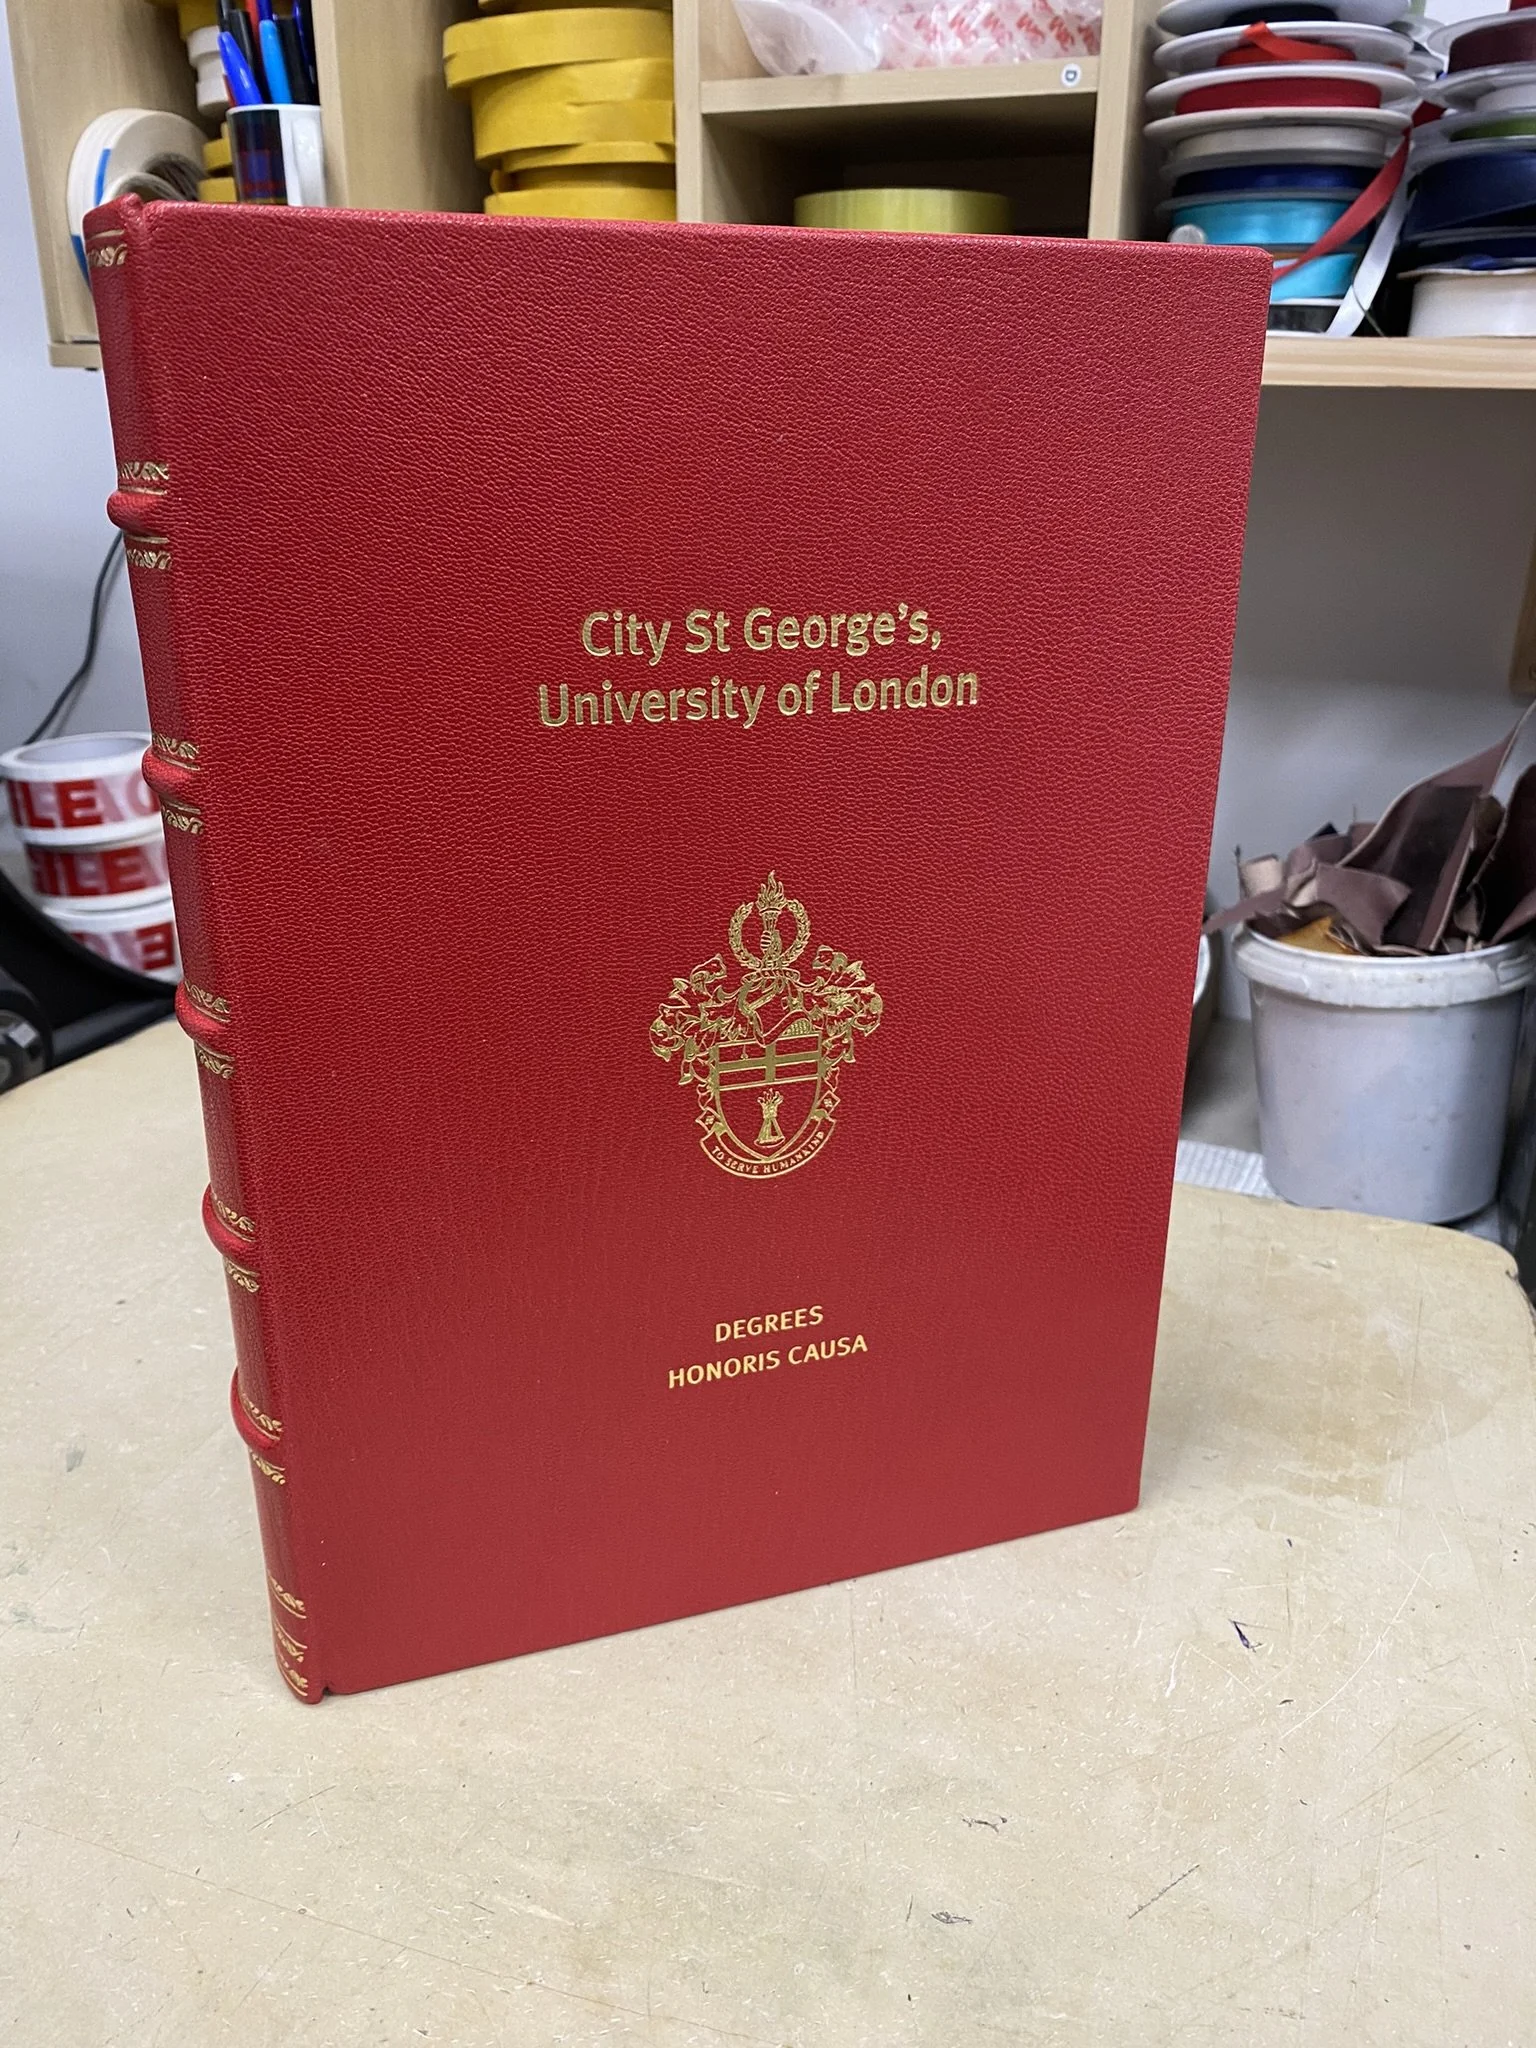 City St George's,
University of London
TO SERVE HUMANKIND
DEGREES
HONORIS CAUSA
D